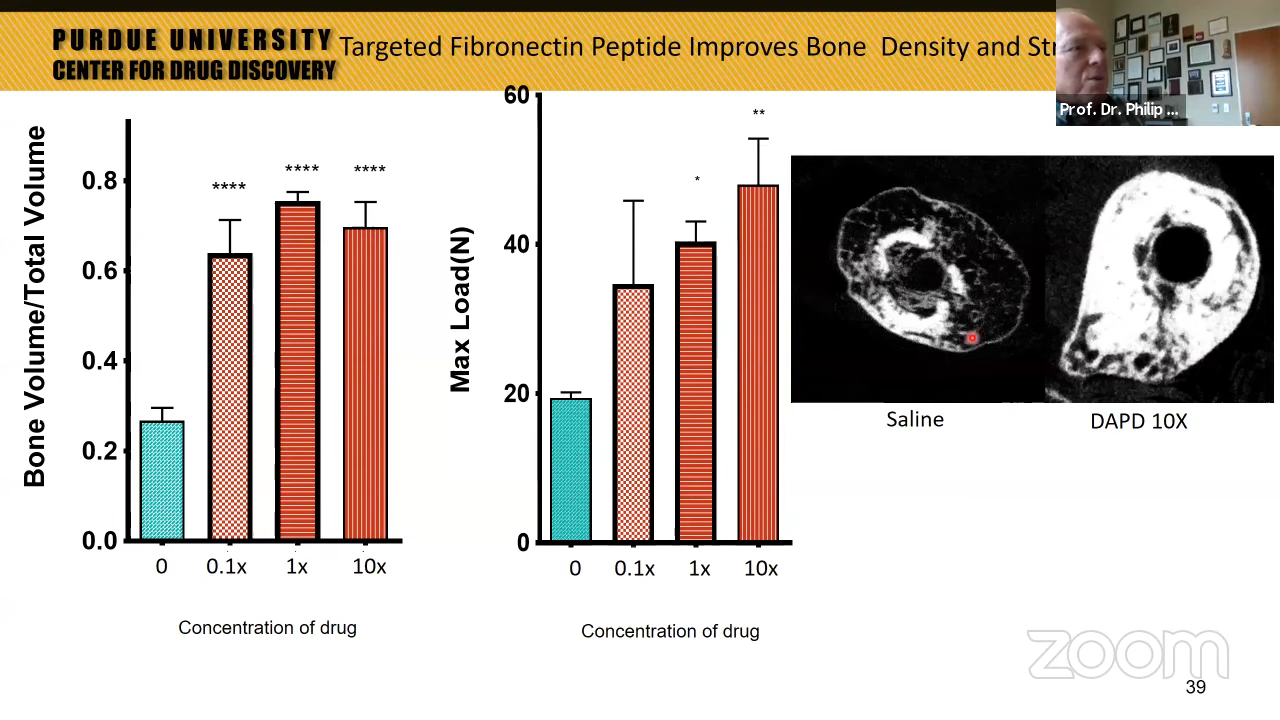 PURDUE UNIVERSITY
CENTER FOR DRUG DISCOVERY
Targeted Fibronectin Peptide Improves Bone Density and
Prof. Dr. Philip ...
Bone Volume/Total Volume
0.8
0.6
0.4
0.2
0.0
****
****
****
0
0.1x
1x
10x
Concentration of drug
Max Load(N)
60
40
20
0
*
**
0
0.1x
1x
10x
Concentration of drug
Saline
DAPD 10X
zoom
39